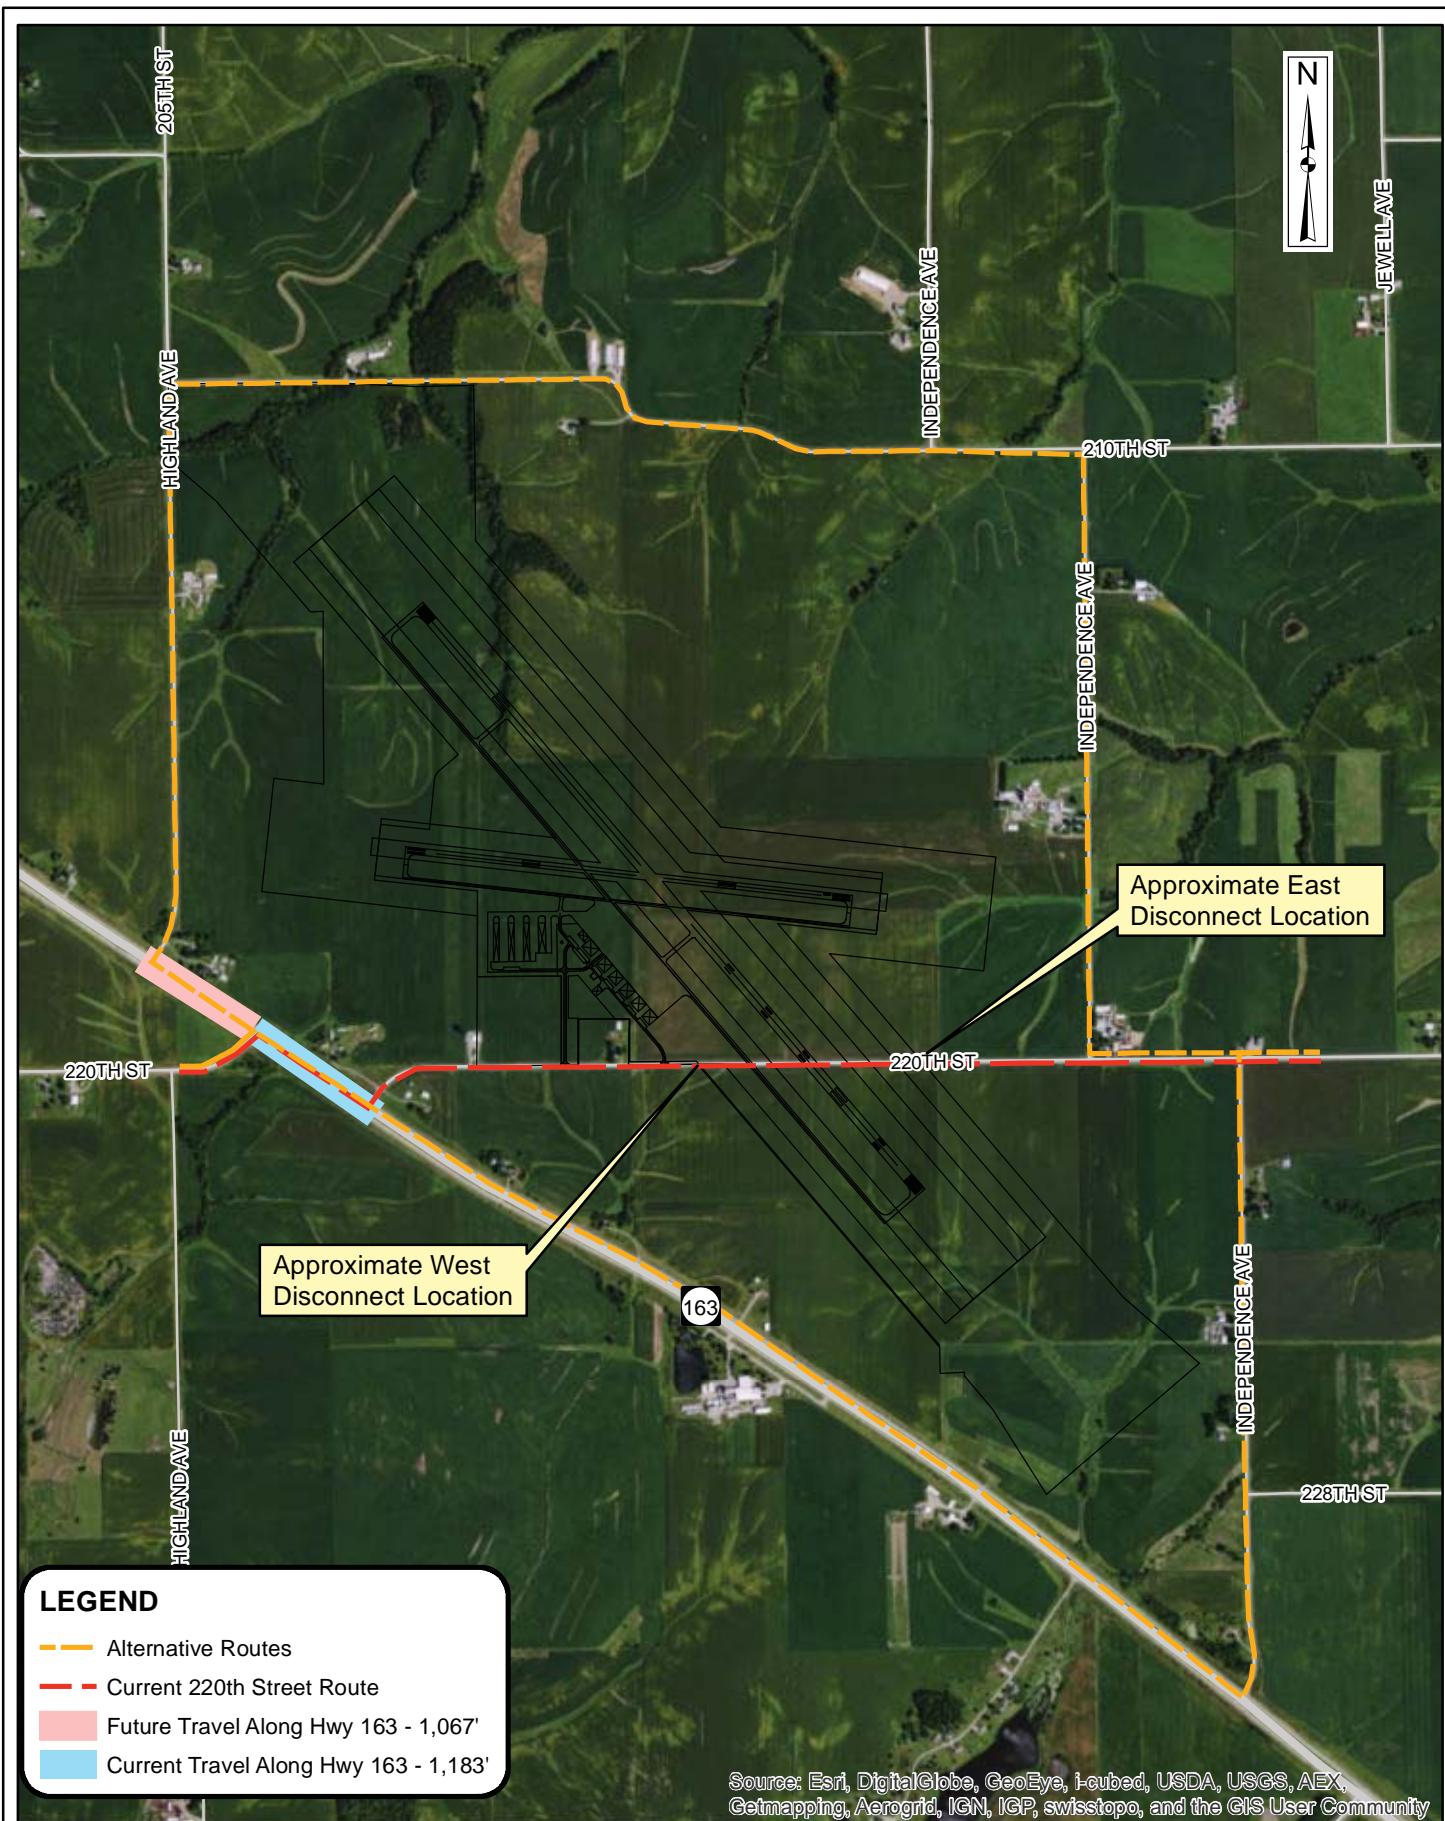 205TH ST
N
JEWELL AVE
INDEPENDENCE AVE
HIGHLAND AVE
210TH ST
INDEPENDENCE AVE
Approximate East
Disconnect Location
220TH ST
220TH ST
Approximate West
Disconnect Location
163
INDEPENDENCE AVE
HIGHLAND AVE
228TH ST
LEGEND
Alternative Routes
Current 220th Street Route
Future Travel Along Hwy 163 - 1,067'
Current Travel Along Hwy 163 - 1,183'
Source: Esri, DigitalGlobe, GeoEye, i-cubed, USDA, USGS, AEX,
Getmapping, Aerogrid, IGN, IGP, swisstopo, and the GIS User Community